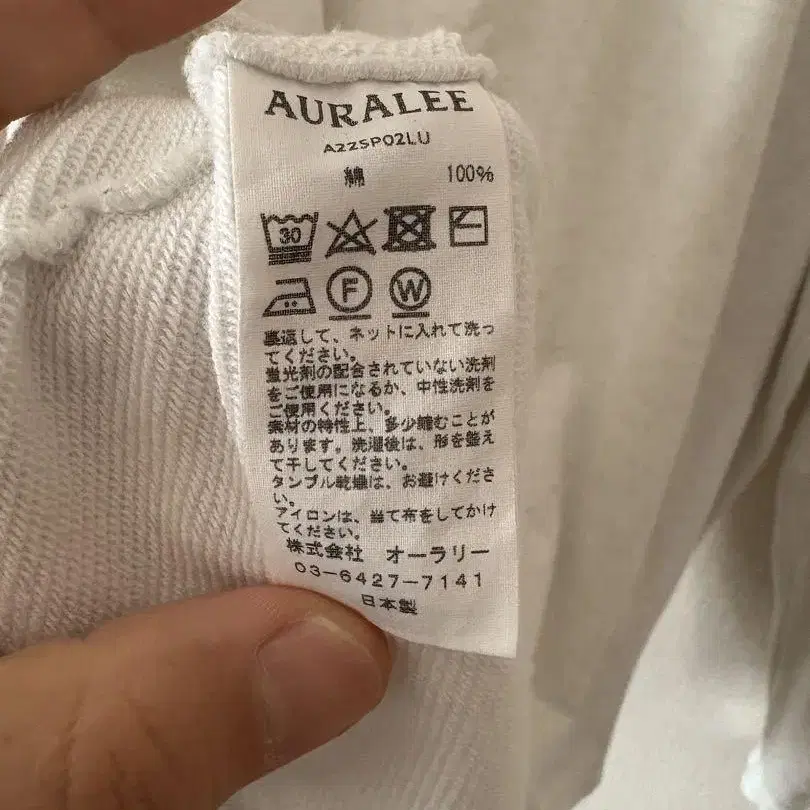 AURALEE
A22SP02LU
綿 100%
30
F W
裏返して、ネットに入れて洗っ
てください。
蛍光剤の配合されていない洗剤
をご使用になるか、中性洗剤を
ご使用ください。
素材の特性上、多少縮むことが
あります。洗濯後は、形を整え
て干してください。
タンブル乾燥は、お避けくださ
い。
アイロンは、当て布をしてかけ
てください。
株式会社 オーラリー
03-6427-7141
日本製